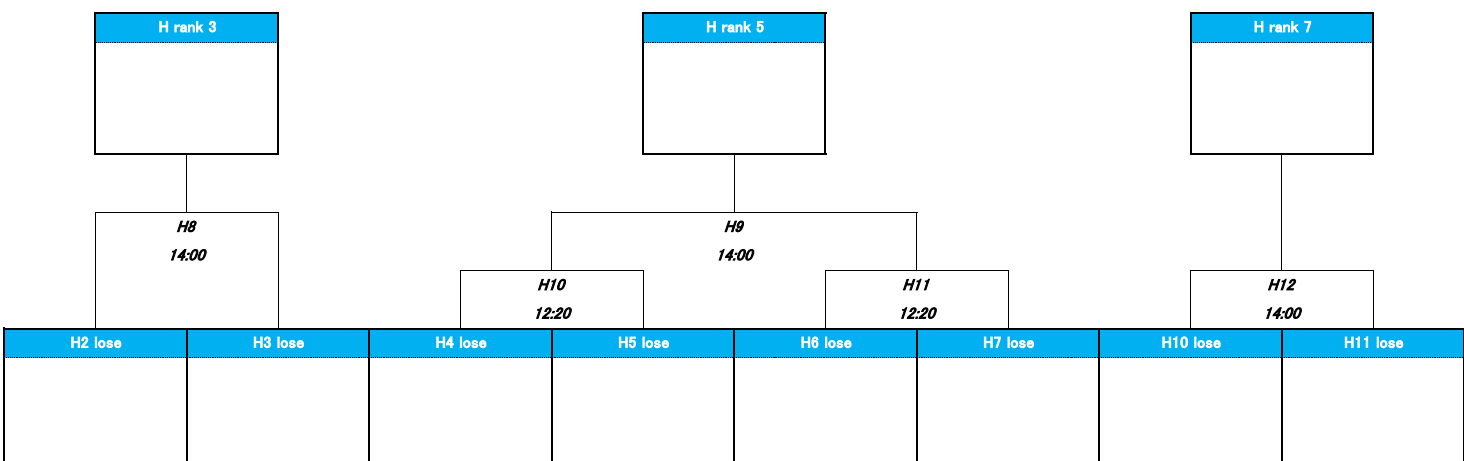 H rank 3
H rank 5
H rank 7
H8
H9
14:00
14:00
H10
H11
H12
12:20
12:20
14:00
H2 lose
H3 lose
H4 lose
H5 lose
H6 lose
H7 lose
H10 lose
H11 lose